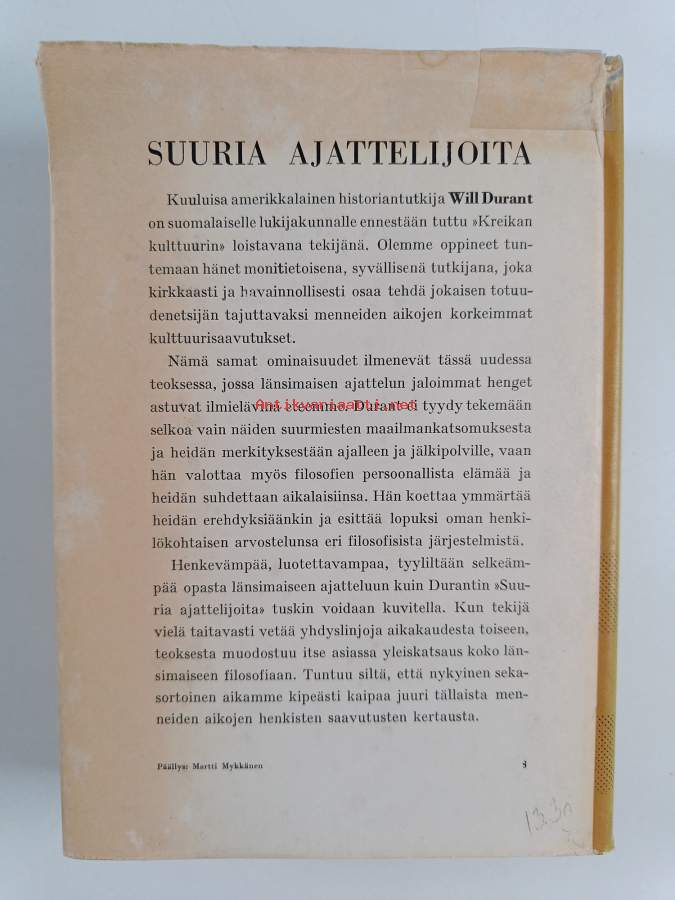 SUURIA AJATTELIJOITA
Kuuluisa amerikkalainen historiantutkija Will Durant
on suomalaiselle lukijakunnalle ennestään tuttu »Kreikan
kulttuurin» loistavana tekijänä. Olemme oppineet tun-
temaan hänet monitietoisena, syvällisenä tutkijana, joka
kirkkaasti ja havainnollisesti osaa tehdä jokaisen totuu-
denetsijän tajuttavaksi menneiden aikojen korkeimmat
kulttuurisaavutukset.
Nämä samat ominaisuudet ilmenevät tässä uudessa
teoksessa, jossa länsimaisen ajattelun jaloimmat henget
astuvat ilmielävinä eteemme. Durant ei tyydy tekemään
Antikvariaatti.net
selkoa vain näiden suurmiesten maailmankatsomuksesta
ja heidän merkityksestään ajalleen ja jälkipolville, vaan
hän valottaa myös filosofien persoonallista elämää ja
heidän suhdettaan aikalaisiinsa. Hän koettaa ymmärtää
heidän erehdyksiäänkin ja esittää lopuksi oman henki-
lökohtaisen arvostelunsa eri filosofisista järjestelmistä.
Henkevämpää, luotettavampaa, tyyliltään selkeäm-
pää opasta länsimaiseen ajatteluun kuin Durantin »Suu-
ria ajattelijoita» tuskin voidaan kuvitella. Kun tekijä
vielä taitavasti vetää yhdyslinjoja aikakaudesta toiseen,
teoksesta muodostuu itse asiassa yleiskatsaus koko län-
simaiseen filosofiaan. Tuntuu siltä, että nykyinen seka-
sortoinen aikamme kipeästi kaipaa juuri tällaista men-
neiden aikojen henkisten saavutusten kertausta.
Päällys: Martti Mykkänen